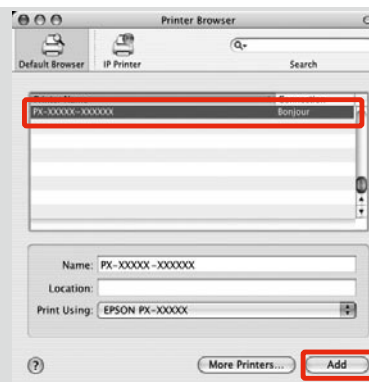 Printer Browser
Default Browser
IP Printer
Search
PX-XXXXX-XXXXXX Bonjour
Name: PX-XXXXX-XXXXXX
Location:
Print Using: EPSON PX-XXXXX
? More Printers... Add